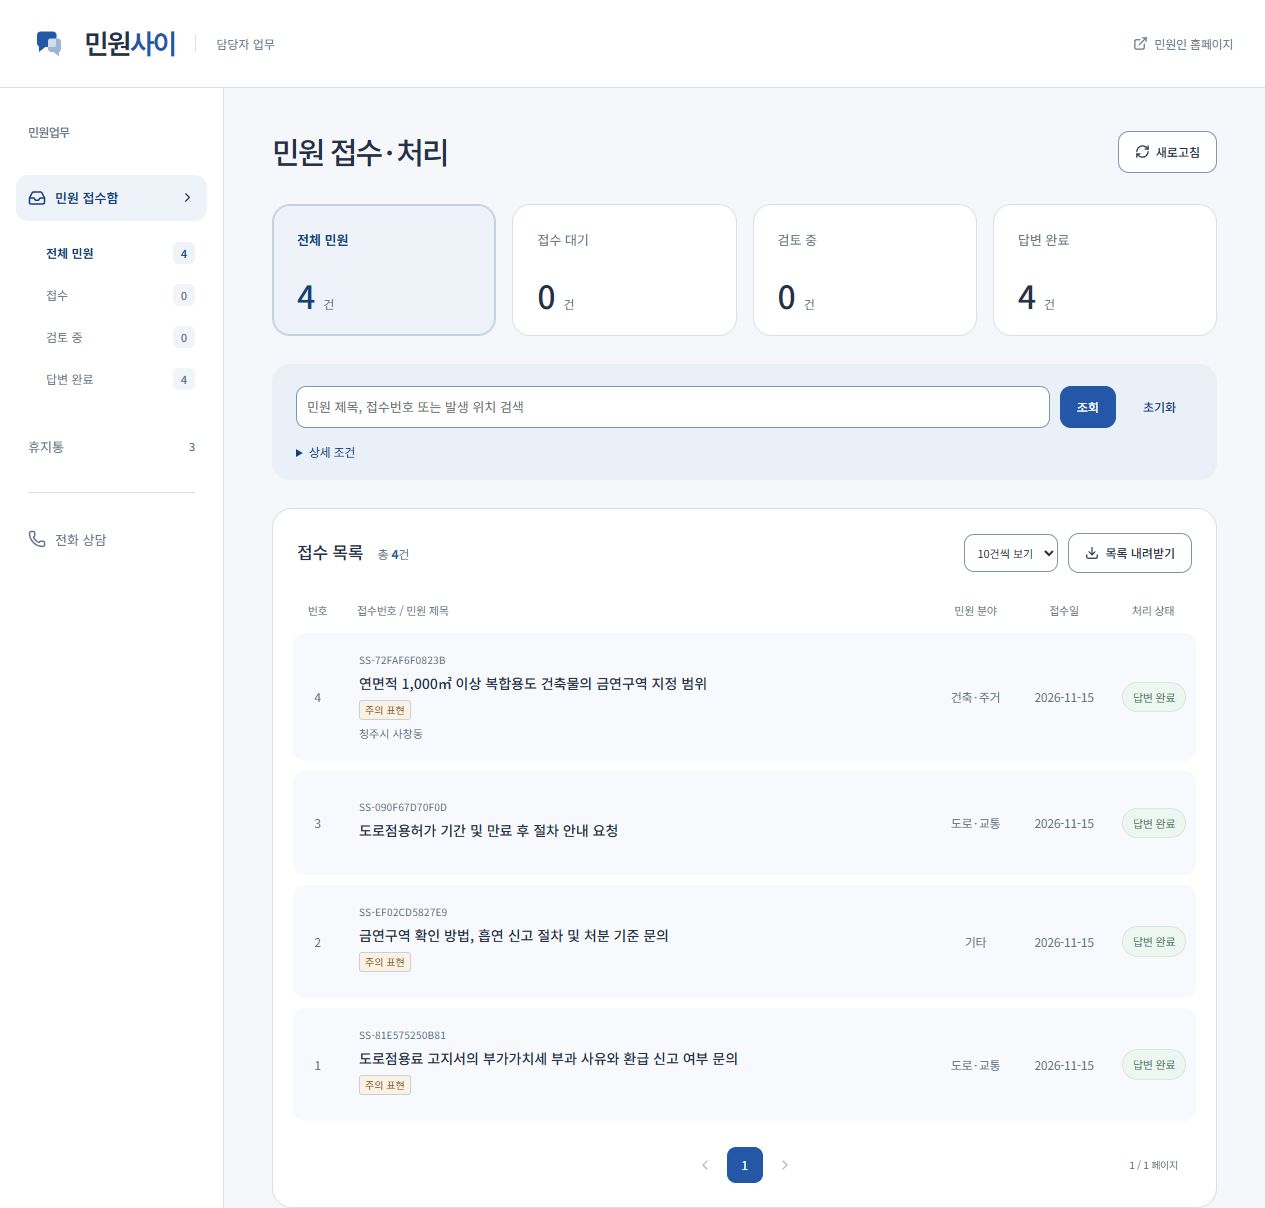 민원사이
담당자 업무
민원인 홈페이지
민원업무
민원 접수함
전체 민원 4
접수 0
검토 중 0
답변 완료 4
휴지통 3
전화 상담
민원 접수·처리
새로고침
전체 민원
4 건
접수 대기
0 건
검토 중
0 건
답변 완료
4 건
민원 제목, 접수번호 또는 발생 위치 검색
조회
초기화
상세 조건
접수 목록 총 4건
10건씩 보기
목록 내려받기
번호 접수번호 / 민원 제목 민원 분야 접수일 처리 상태
SS-72FAF6F0823B
연면적 1,000㎡ 이상 복합용도 건축물의 금연구역 지정 범위
주의 표현
청주시 사창동
4 건축·주거 2026-11-15 답변 완료
SS-090F67D70F0D
도로점용허가 기간 및 만료 후 절차 안내 요청
3 도로·교통 2026-11-15 답변 완료
SS-EF02CD5827E9
금연구역 확인 방법, 흡연 신고 절차 및 처분 기준 문의
주의 표현
2 기타 2026-11-15 답변 완료
SS-81E575250B81
도로점용료 고지서의 부가가치세 부과 사유와 환급 신고 여부 문의
주의 표현
1 도로·교통 2026-11-15 답변 완료
1
1 / 1 페이지